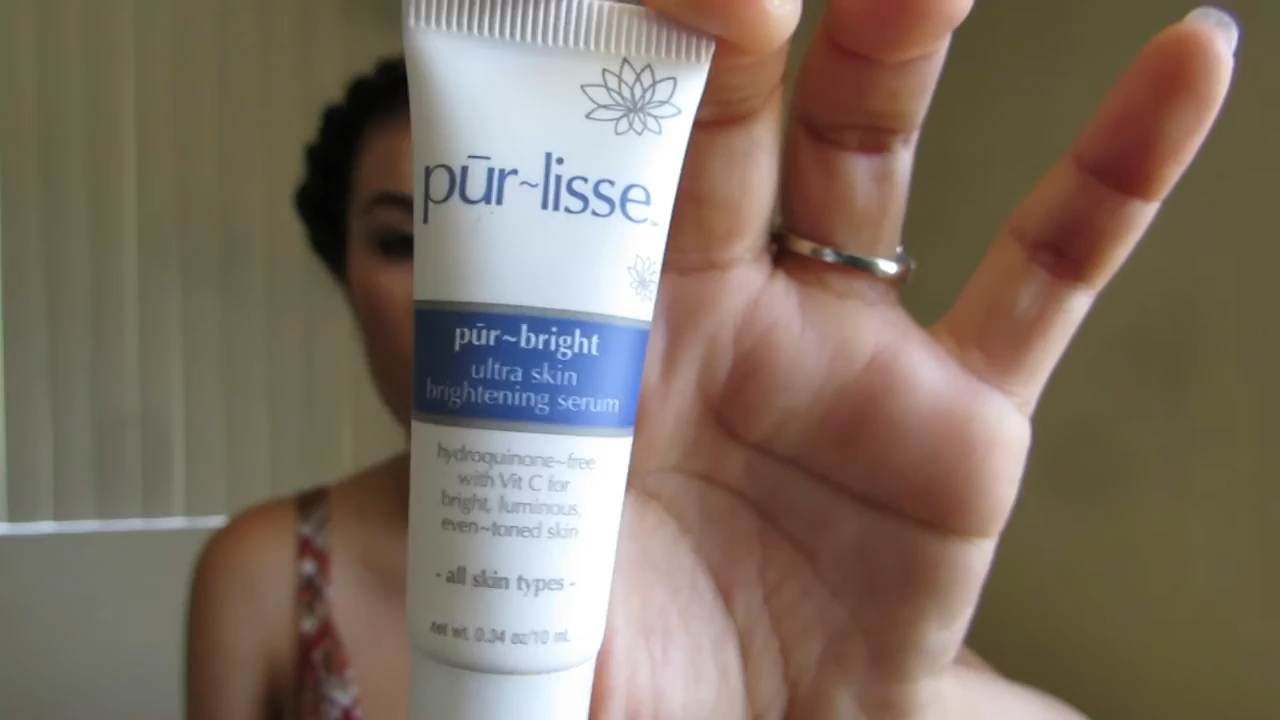 pūr~lisse™
pūr~bright
ultra skin
brightening serum
hydroquinone~free
with Vit C for
bright, luminous,
even~toned skin
- all skin types -
net wt. 0.34 oz/10 mL